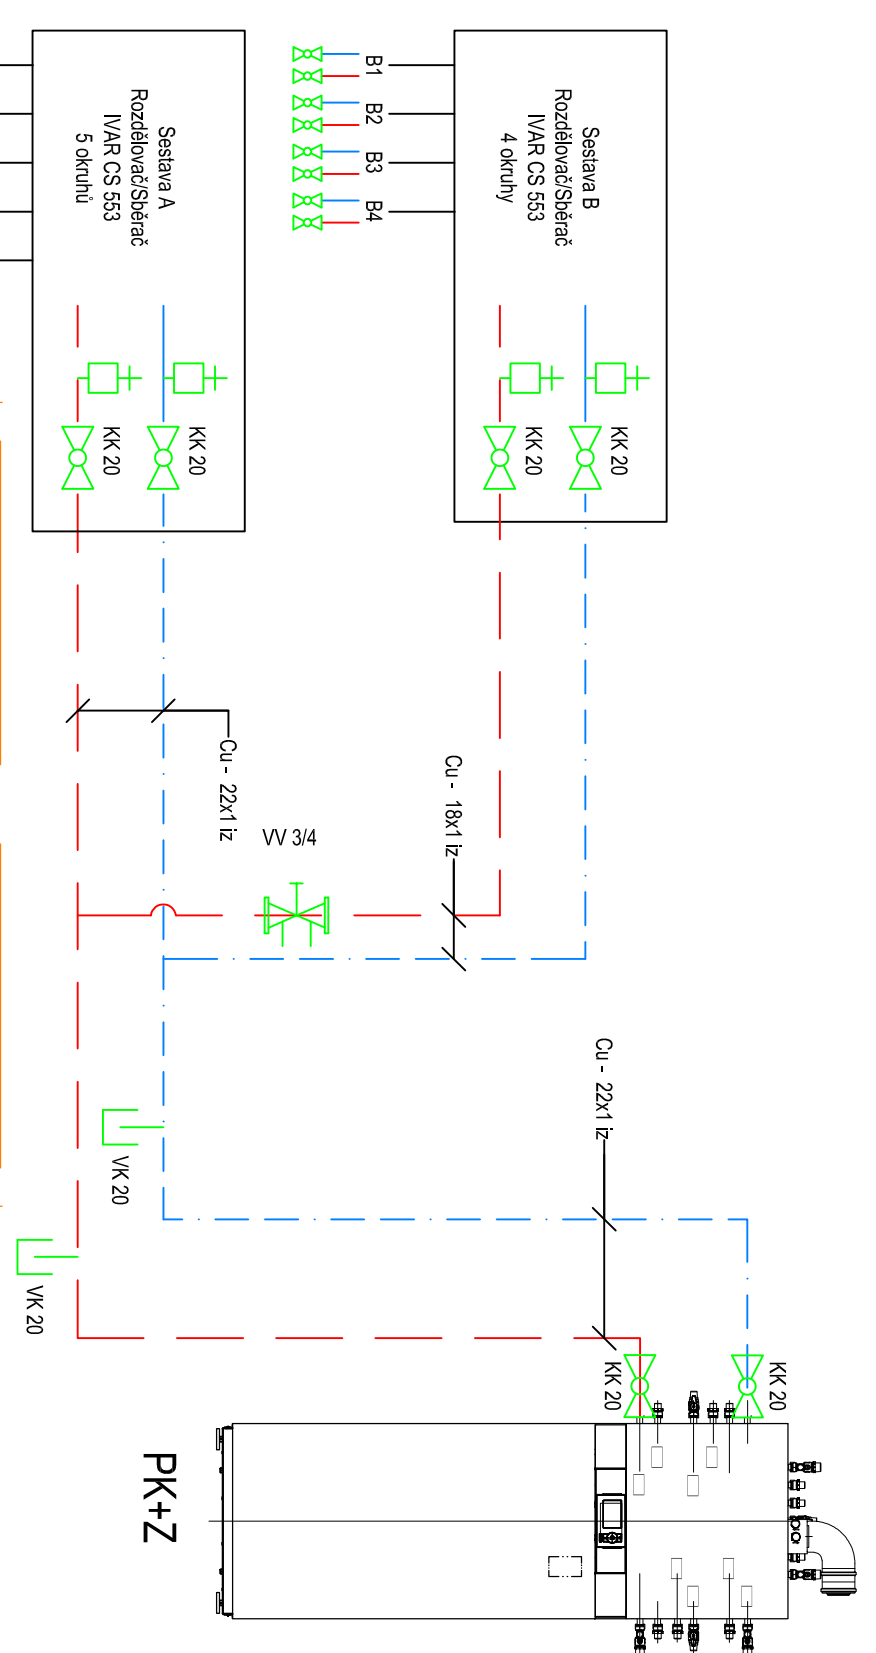 Sestava B
Rozdělovač/Sběrač
IVAR CS 553
4 okruhy
B1
B2
B3
B4
KK 20
KK 20
Sestava A
Rozdělovač/Sběrač
IVAR CS 553
5 okruhů
KK 20
KK 20
Cu - 22x1 iz
VV 3/4
Cu - 18x1 iz
Cu - 22x1 iz
VK 20
VK 20
KK 20
KK 20
PK+Z